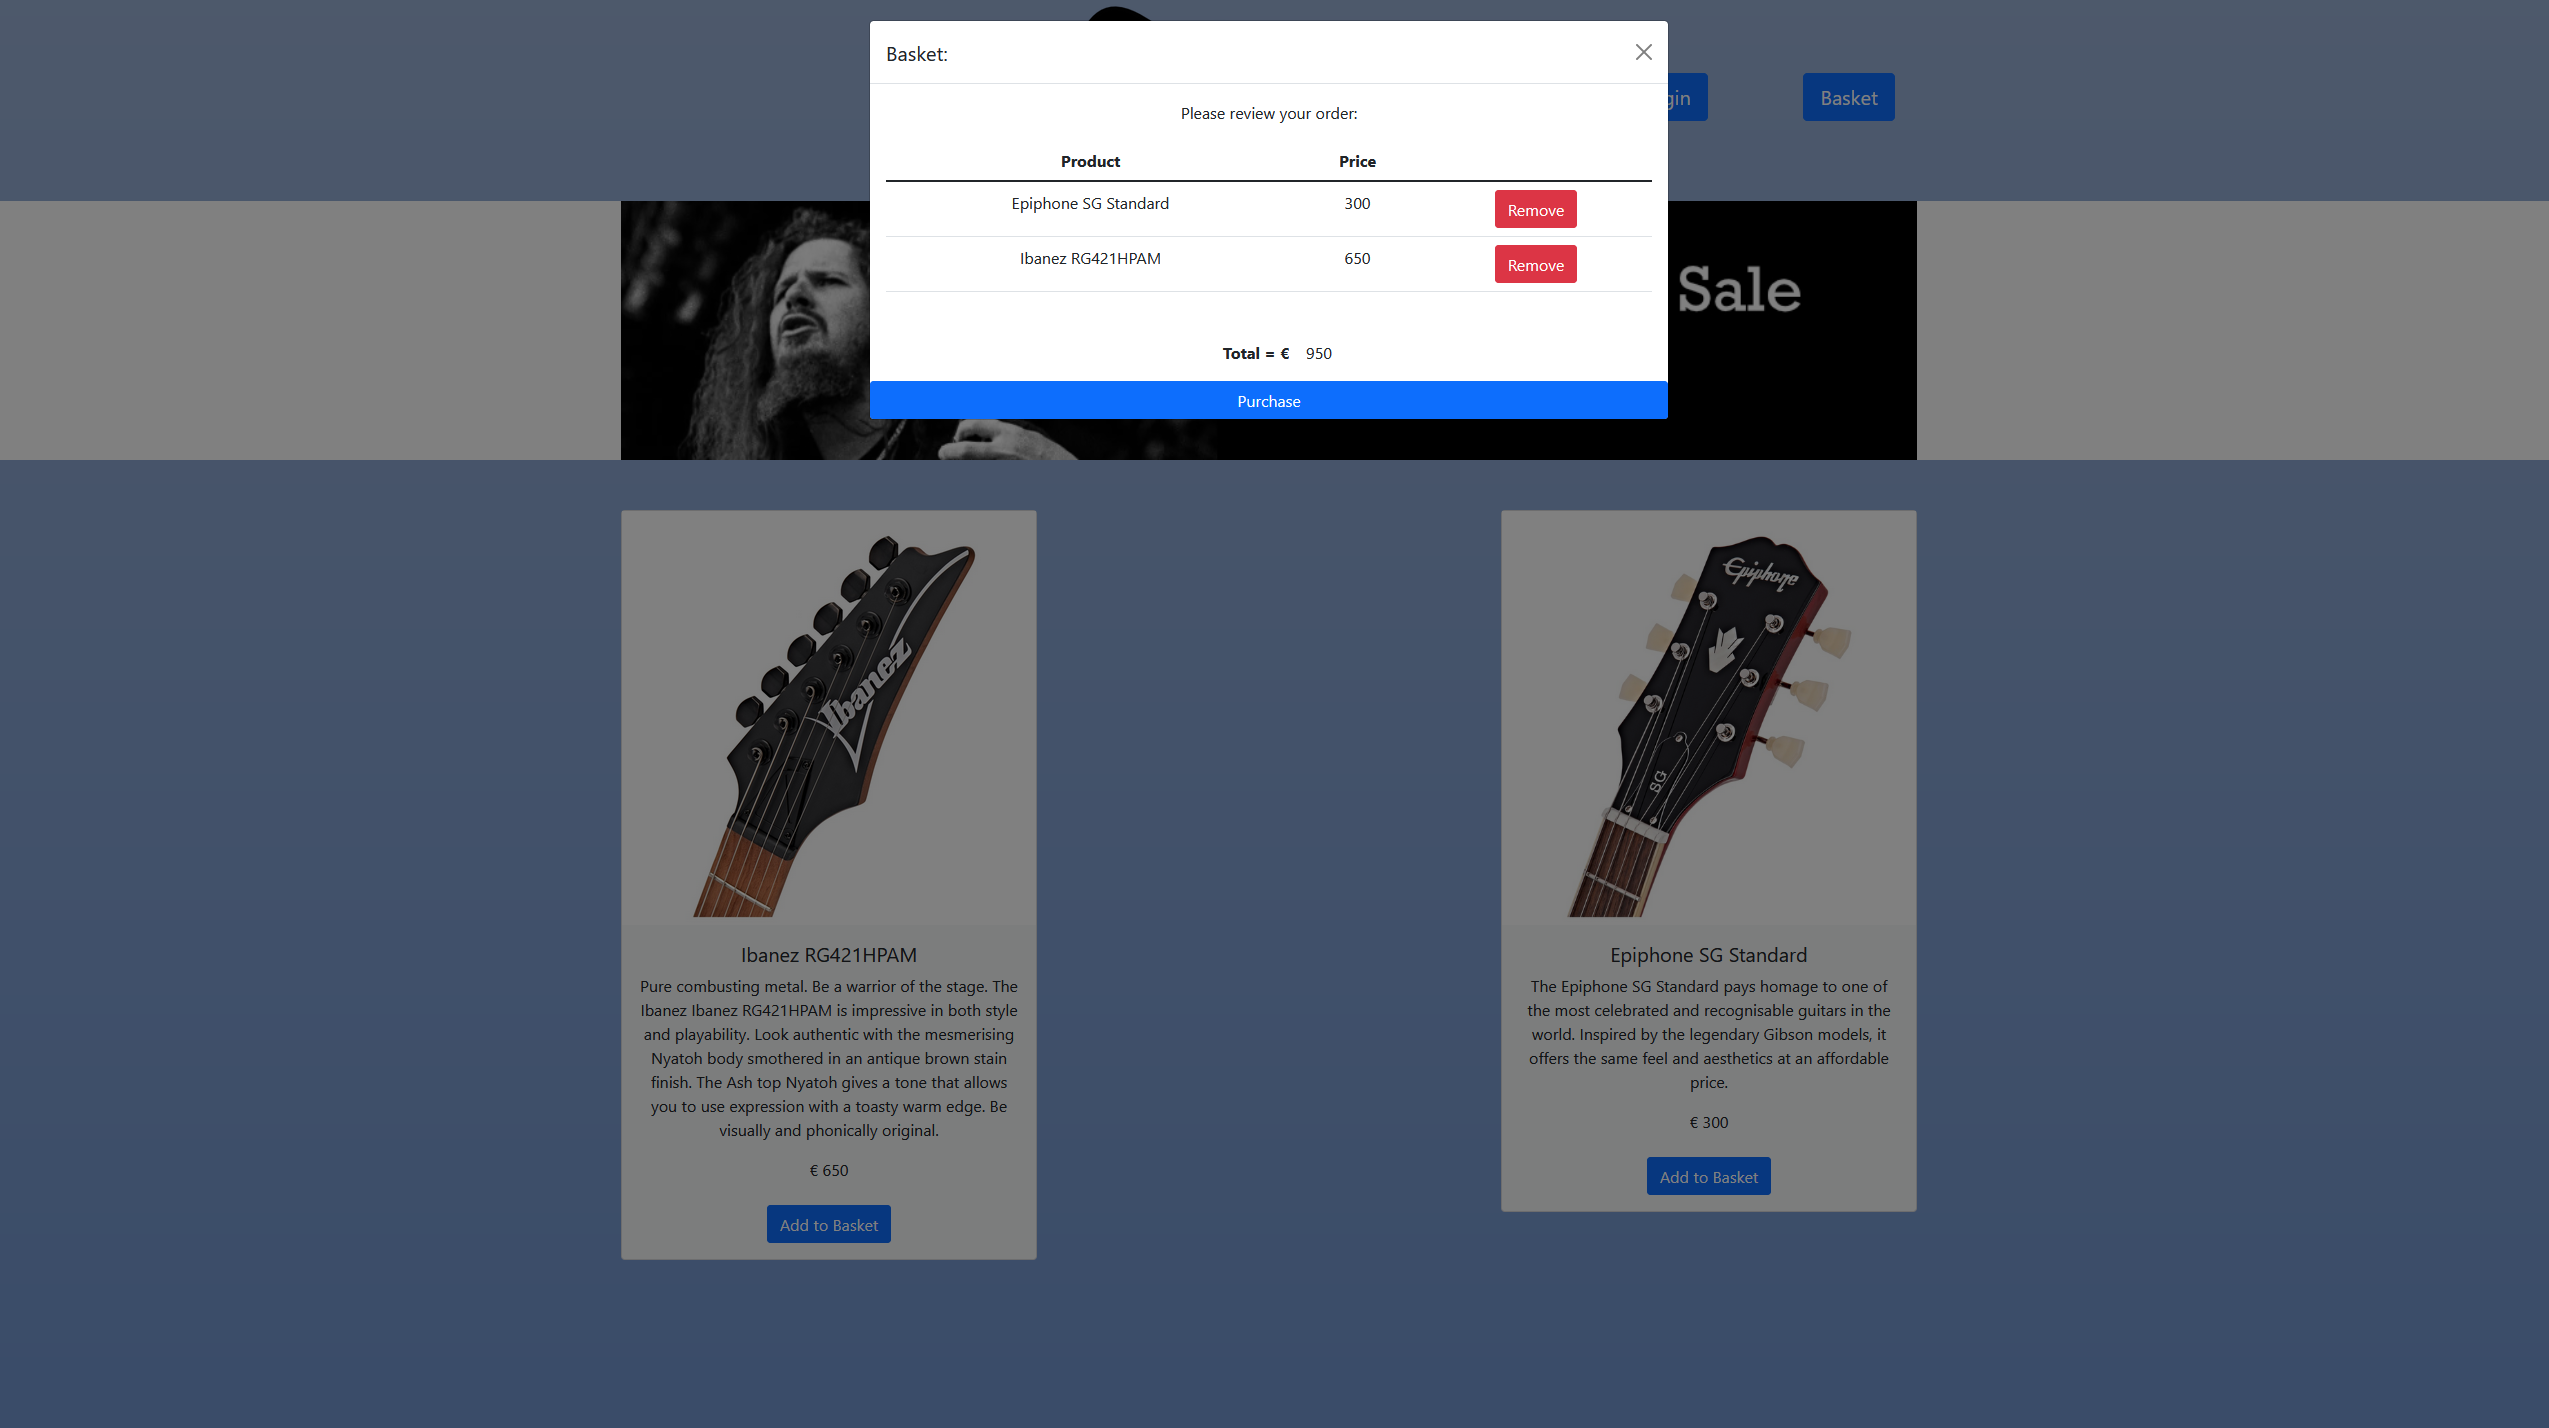 Basket:
Please review your order:
Product Price
Epiphone SG Standard 300 Remove
Ibanez RG421HPAM 650 Remove
Total = € 950
Purchase
gin
Basket
Sale
Ibanez
Ibanez RG421HPAM
Pure combusting metal. Be a warrior of the stage. The
Ibanez Ibanez RG421HPAM is impressive in both style
and playability. Look authentic with the mesmerising
Nyatoh body smothered in an antique brown stain
finish. The Ash top Nyatoh gives a tone that allows
you to use expression with a toasty warm edge. Be
visually and phonically original.
€ 650
Add to Basket
Epiphone
SG
Epiphone SG Standard
The Epiphone SG Standard pays homage to one of
the most celebrated and recognisable guitars in the
world. Inspired by the legendary Gibson models, it
offers the same feel and aesthetics at an affordable
price.
€ 300
Add to Basket